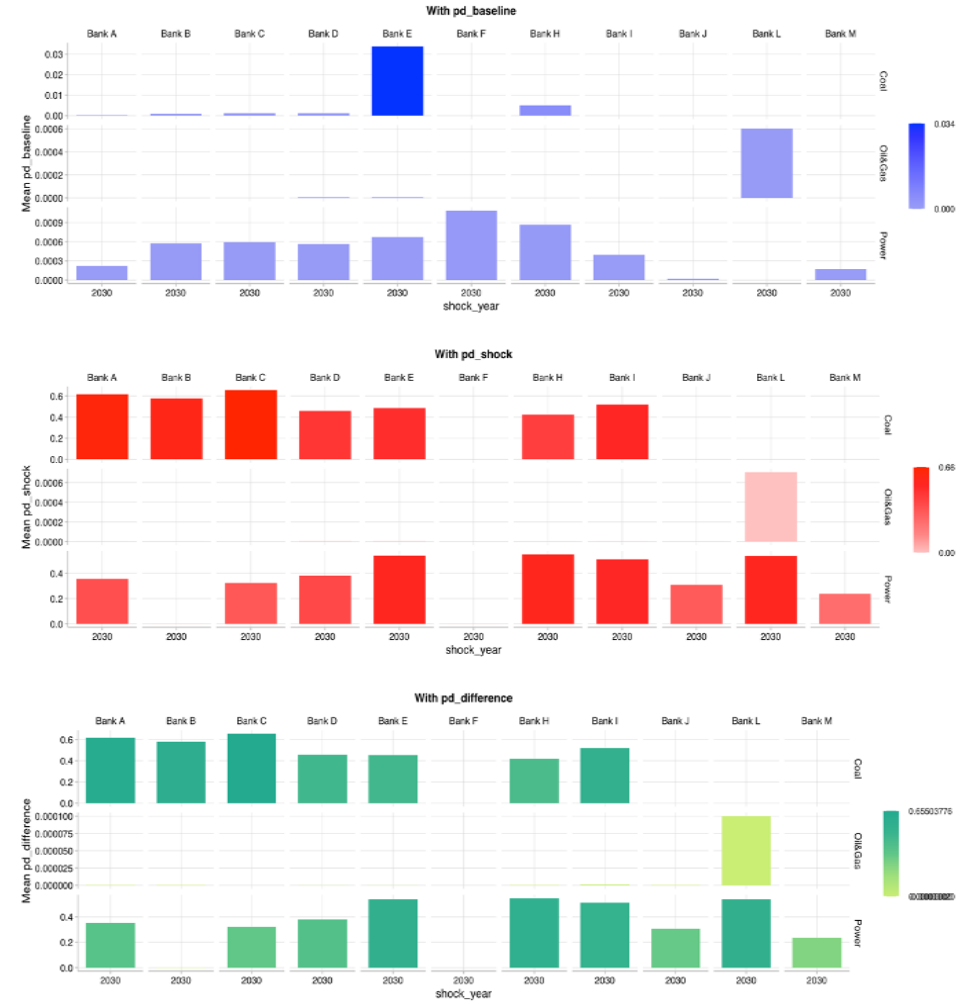 With pd_baseline
Bank A Bank B Bank C Bank D Bank E Bank F Bank H Bank I Bank J Bank L Bank M
0.03
0.02
0.01
0.00
Coal
0.0006
0.0004
0.0002
0.0000
Oil&Gas
0.0009
0.0006
0.0003
0.0000
Power
Mean pd_baseline
2030 2030 2030 2030 2030 2030 2030 2030 2030 2030 2030
shock_year
0.034
0.000
With pd_shock
Bank A Bank B Bank C Bank D Bank E Bank F Bank H Bank I Bank J Bank L Bank M
0.6
0.4
0.2
0.0
Coal
0.0006
0.0004
0.0002
0.0000
Oil&Gas
0.4
0.2
0.0
Power
Mean pd_shock
2030 2030 2030 2030 2030 2030 2030 2030 2030 2030 2030
shock_year
0.66
0.00
With pd_difference
Bank A Bank B Bank C Bank D Bank E Bank F Bank H Bank I Bank J Bank L Bank M
0.6
0.4
0.2
0.0
Coal
0.000100
0.000075
0.000050
0.000025
0.000000
Oil&Gas
0.4
0.2
0.0
Power
Mean pd_difference
2030 2030 2030 2030 2030 2030 2030 2030 2030 2030 2030
shock_year
0.65503776